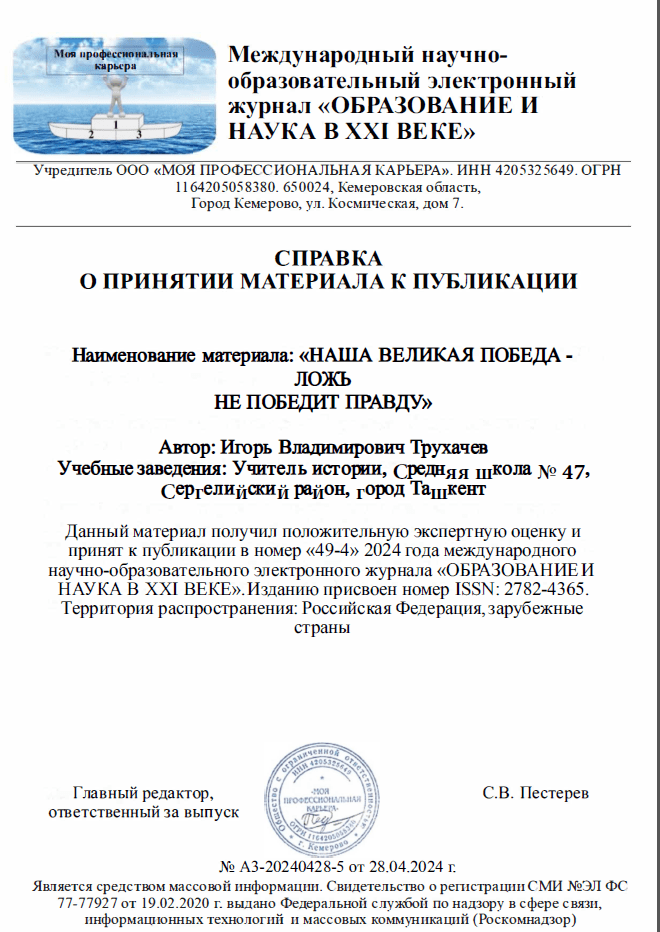 Моя профессиональная
карьера
1
2
3
Международный научно-
образовательный электронный
журнал «ОБРАЗОВАНИЕ И
НАУКА В XXI ВЕКЕ»
Учредитель ООО «МОЯ ПРОФЕССИОНАЛЬНАЯ КАРЬЕРА». ИНН 4205325649. ОГРН
1164205058380. 650024, Кемеровская область,
Город Кемерово, ул. Космическая, дом 7.
СПРАВКА
О ПРИНЯТИИ МАТЕРИАЛА К ПУБЛИКАЦИИ
Наименование материала: «НАША ВЕЛИКАЯ ПОБЕДА -
ЛОЖЬ
НЕ ПОБЕДИТ ПРАВДУ»
Автор: Игорь Владимирович Трухачев
Учебные заведения: Учитель истории, Средняя школа № 47,
Сергелийский район, город Ташкент
Данный материал получил положительную экспертную оценку и
принят к публикации в номер «49-4» 2024 года международного
научно-образовательного электронного журнала «ОБРАЗОВАНИЕ И
НАУКА В XXI ВЕКЕ». Изданию присвоен номер ISSN: 2782-4365.
Территория распространения: Российская Федерация, зарубежные
страны
Главный редактор,
ответственный за выпуск
Общество с ограниченной ответственностью
ИНН 4205325649
«МОЯ
ПРОФЕССИОНАЛЬНАЯ
КАРЬЕРА»
ОГРН 1164205058380
г. Кемерово
С.В. Пестерев
№ А3-20240428-5 от 28.04.2024 г.
Является средством массовой информации. Свидетельство о регистрации СМИ №ЭЛ ФС
77-77927 от 19.02.2020 г. выдано Федеральной службой по надзору в сфере связи,
информационных технологий и массовых коммуникаций (Роскомнадзор)